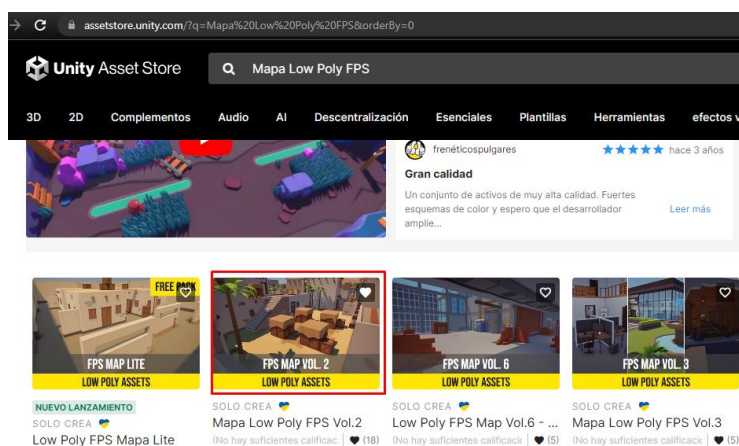 assetstore.unity.com/?q=Mapa%20Low%20Poly%20FPS&orderBy=0
Unity Asset Store
Mapa Low Poly FPS
3D 2D Complementos Audio AI Descentralización Esenciales Plantillas Herramientas efectos v
frenéticospulgares hace 3 años
Gran calidad
Un conjunto de activos de muy alta calidad. Fuertes
esquemas de color y espero que el desarrollador
amplíe...
Leer más
FREE PACK
FPS MAP LITE
LOW POLY ASSETS
NUEVO LANZAMIENTO
SOLO CREA
Low Poly FPS Mapa Lite
FPS MAP VOL. 2
LOW POLY ASSETS
SOLO CREA
Mapa Low Poly FPS Vol.2
(No hay suficientes calificac | (18)
FPS MAP VOL. 6
LOW POLY ASSETS
SOLO CREA
Low Poly FPS Map Vol.6 - ...
(No hay suficientes calificacio | (5)
FPS MAP VOL. 3
LOW POLY ASSETS
SOLO CREA
Mapa Low Poly FPS Vol.3
(No hay suficientes calificacio | (5)